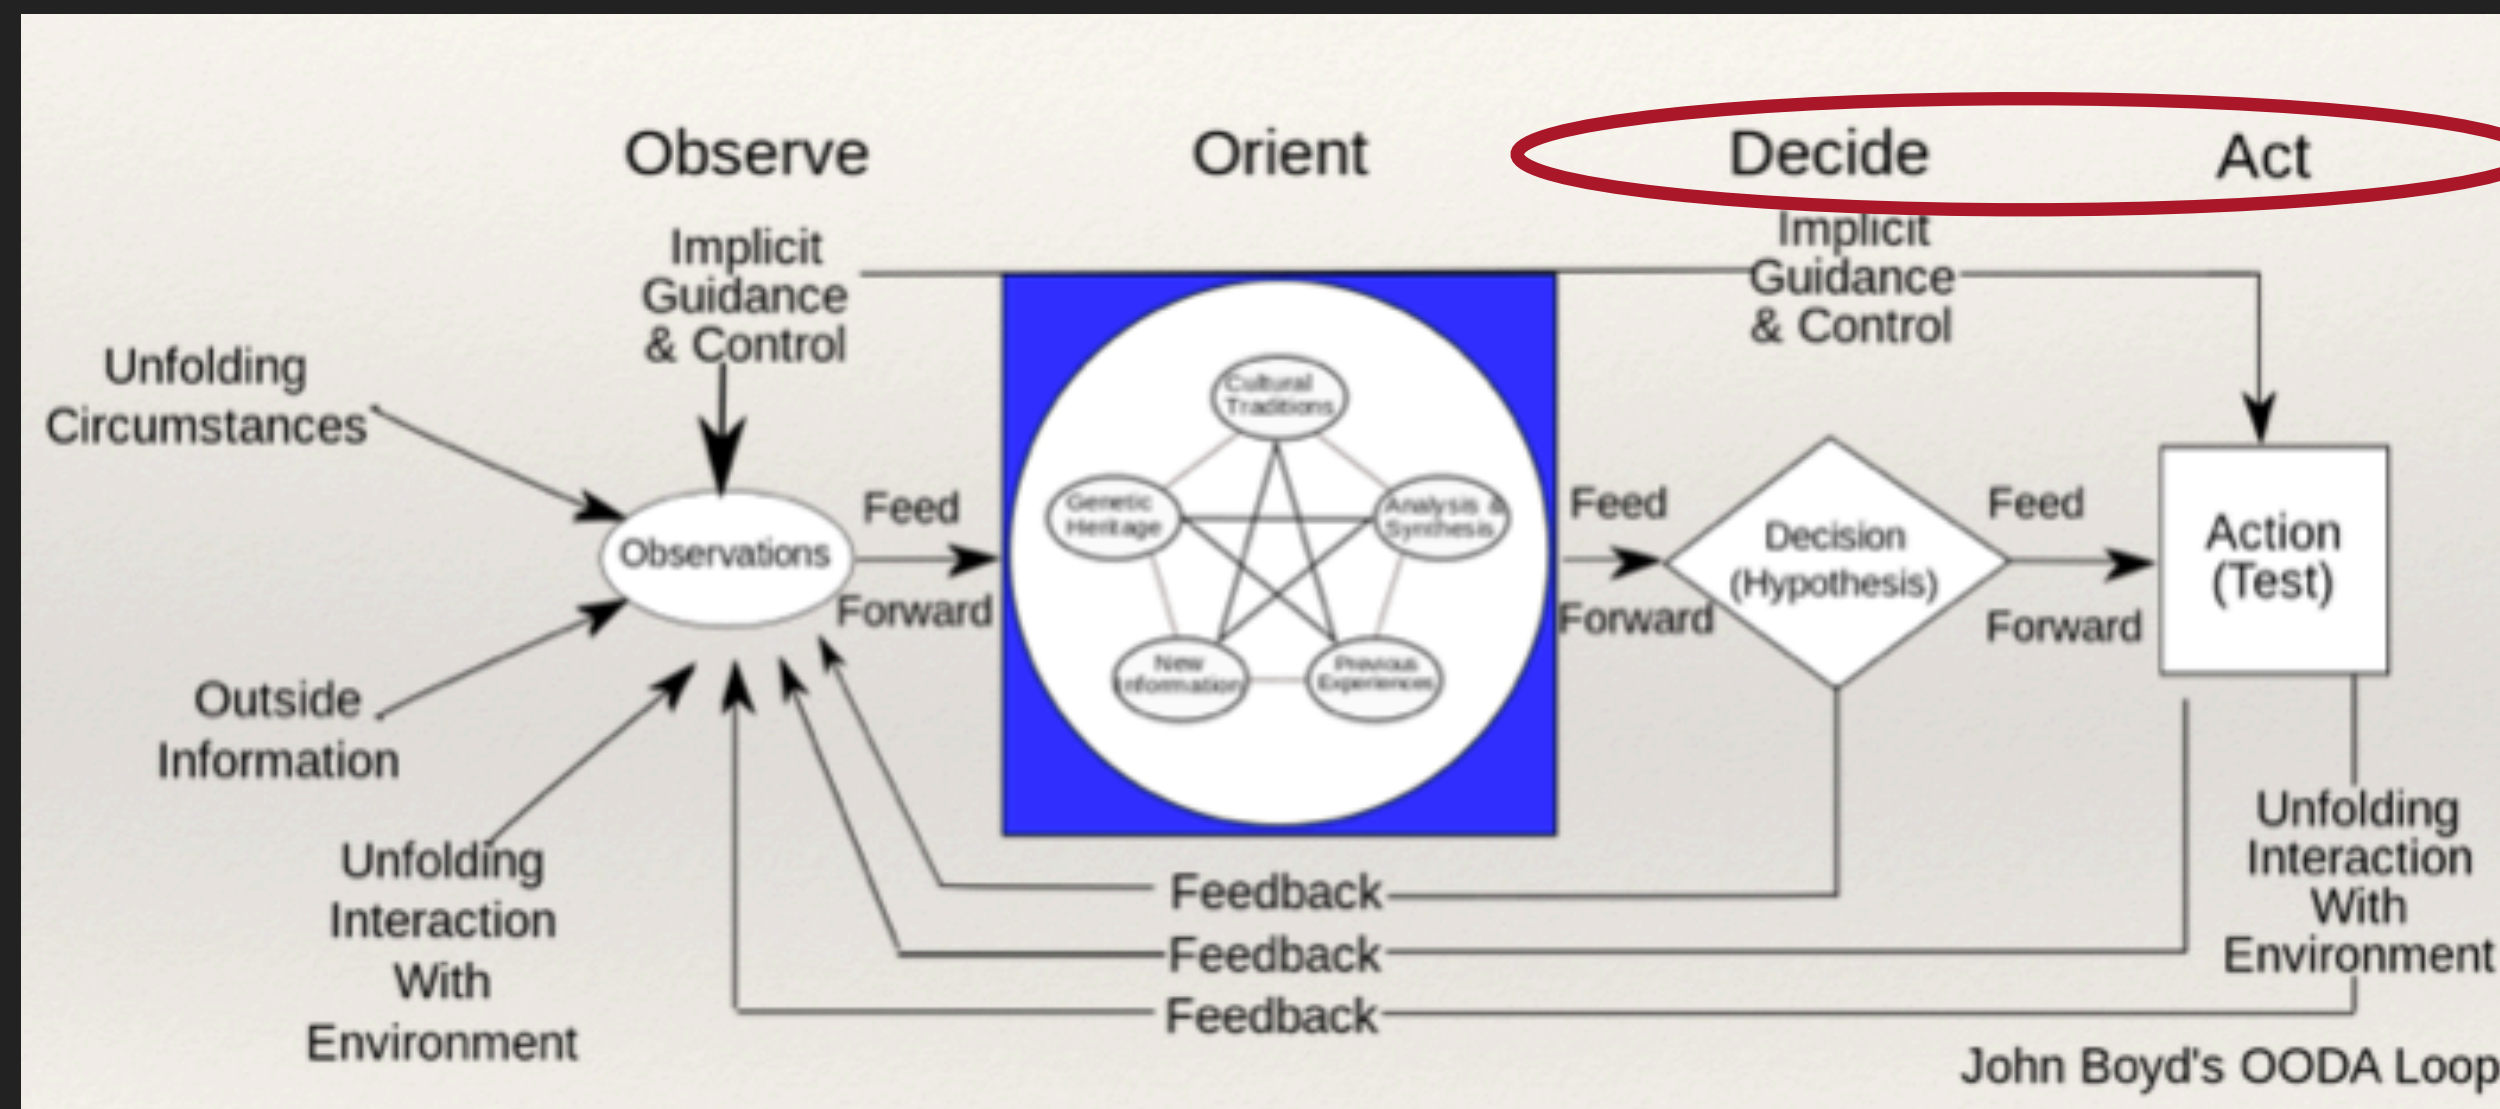 Observe
Orient
Decide
Act
Implicit
Guidance
& Control
Implicit
Guidance
& Control
Unfolding
Circumstances
Outside
Information
Unfolding
Interaction
With
Environment
Observations
Feed
Forward
Cultural
Traditions
Genetic
Heritage
Analysis &
Synthesis
New
Information
Previous
Experiences
Feed
Forward
Decision
(Hypothesis)
Feed
Forward
Action
(Test)
Feedback
Feedback
Feedback
Unfolding
Interaction
With
Environment
John Boyd's OODA Loop